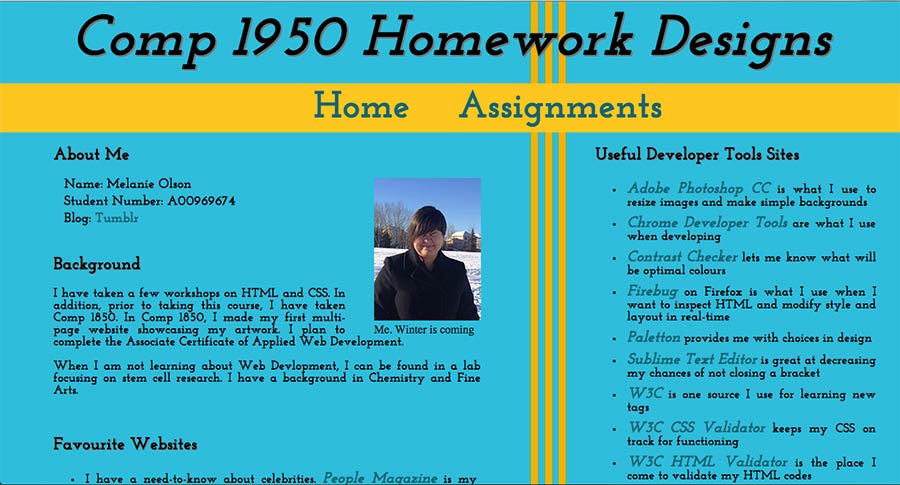 Comp 1950 Homework Designs
Home Assignments
About Me
Name: Melanie Olson
Student Number: A00969674
Blog: Tumblr
Background
I have taken a few workshops on HTML and CSS. In
addition, prior to taking this course, I have taken
Comp 1850. In Comp 1850, I made my first multi-
page website showcasing my artwork. I plan to
complete the Associate Certificate of Applied Web Development.
Me. Winter is coming
When I am not learning about Web Devlopment, I can be found in a lab
focusing on stem cell research. I have a background in Chemistry and Fine
Arts.
Favourite Websites
• I have a need-to-know about celebrities. People Magazine is my
Useful Developer Tools Sites
• Adobe Photoshop CC is what I use to
resize images and make simple backgrounds
• Chrome Developer Tools are what I use
when developing
• Contrast Checker lets me know what will
be optimal colours
• Firebug on Firefox is what I use when I
want to inspect HTML and modify style and
layout in real-time
• Paletton provides me with choices in design
• Sublime Text Editor is great at decreasing
my chances of not closing a bracket
• W3C is one source I use for learning new
tags
• W3C CSS Validator keeps my CSS on
track for functioning
• W3C HTML Validator is the place I
come to validate my HTML codes